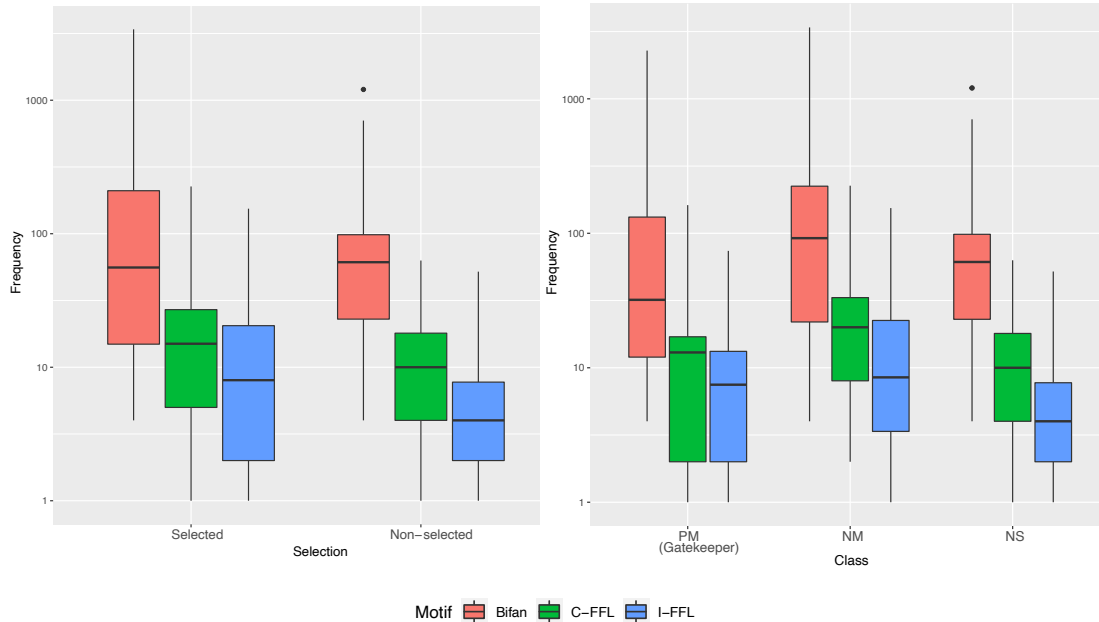 1000
100
10
1
Frequency
Selected
Non-selected
Selection
1000
100
10
1
Frequency
PM
(Gatekeeper)
NM
NS
Class
Motif Bifan C-FFL I-FFL